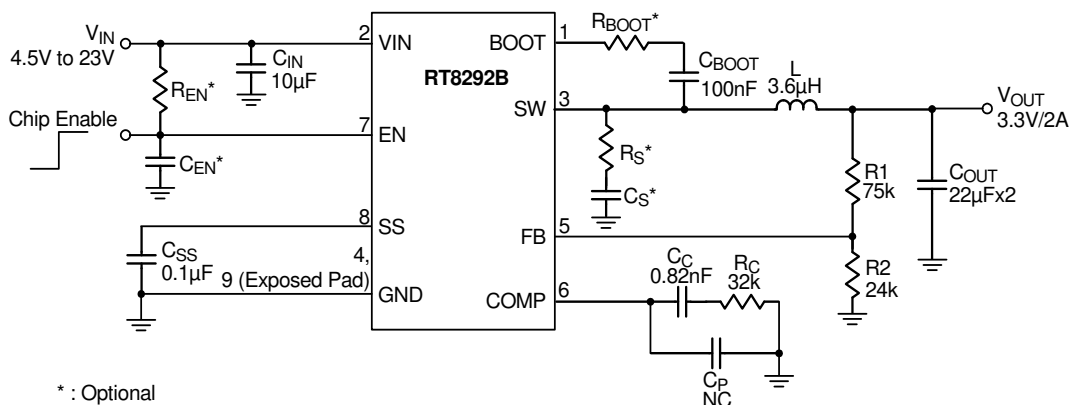 VIN
4.5V to 23V
REN*
CIN
10µF
Chip Enable
CEN*
CSS
0.1µF
2
VIN
7
EN
8
SS
4,
9 (Exposed Pad)
GND
RT8292B
BOOT
1
SW
3
FB
5
COMP
6
RBOOT*
CBOOT
100nF
L
3.6µH
RS*
CS*
VOUT
3.3V/2A
R1
75k
COUT
22µFx2
R2
24k
CC
0.82nF
RC
32k
CP
NC
* : Optional